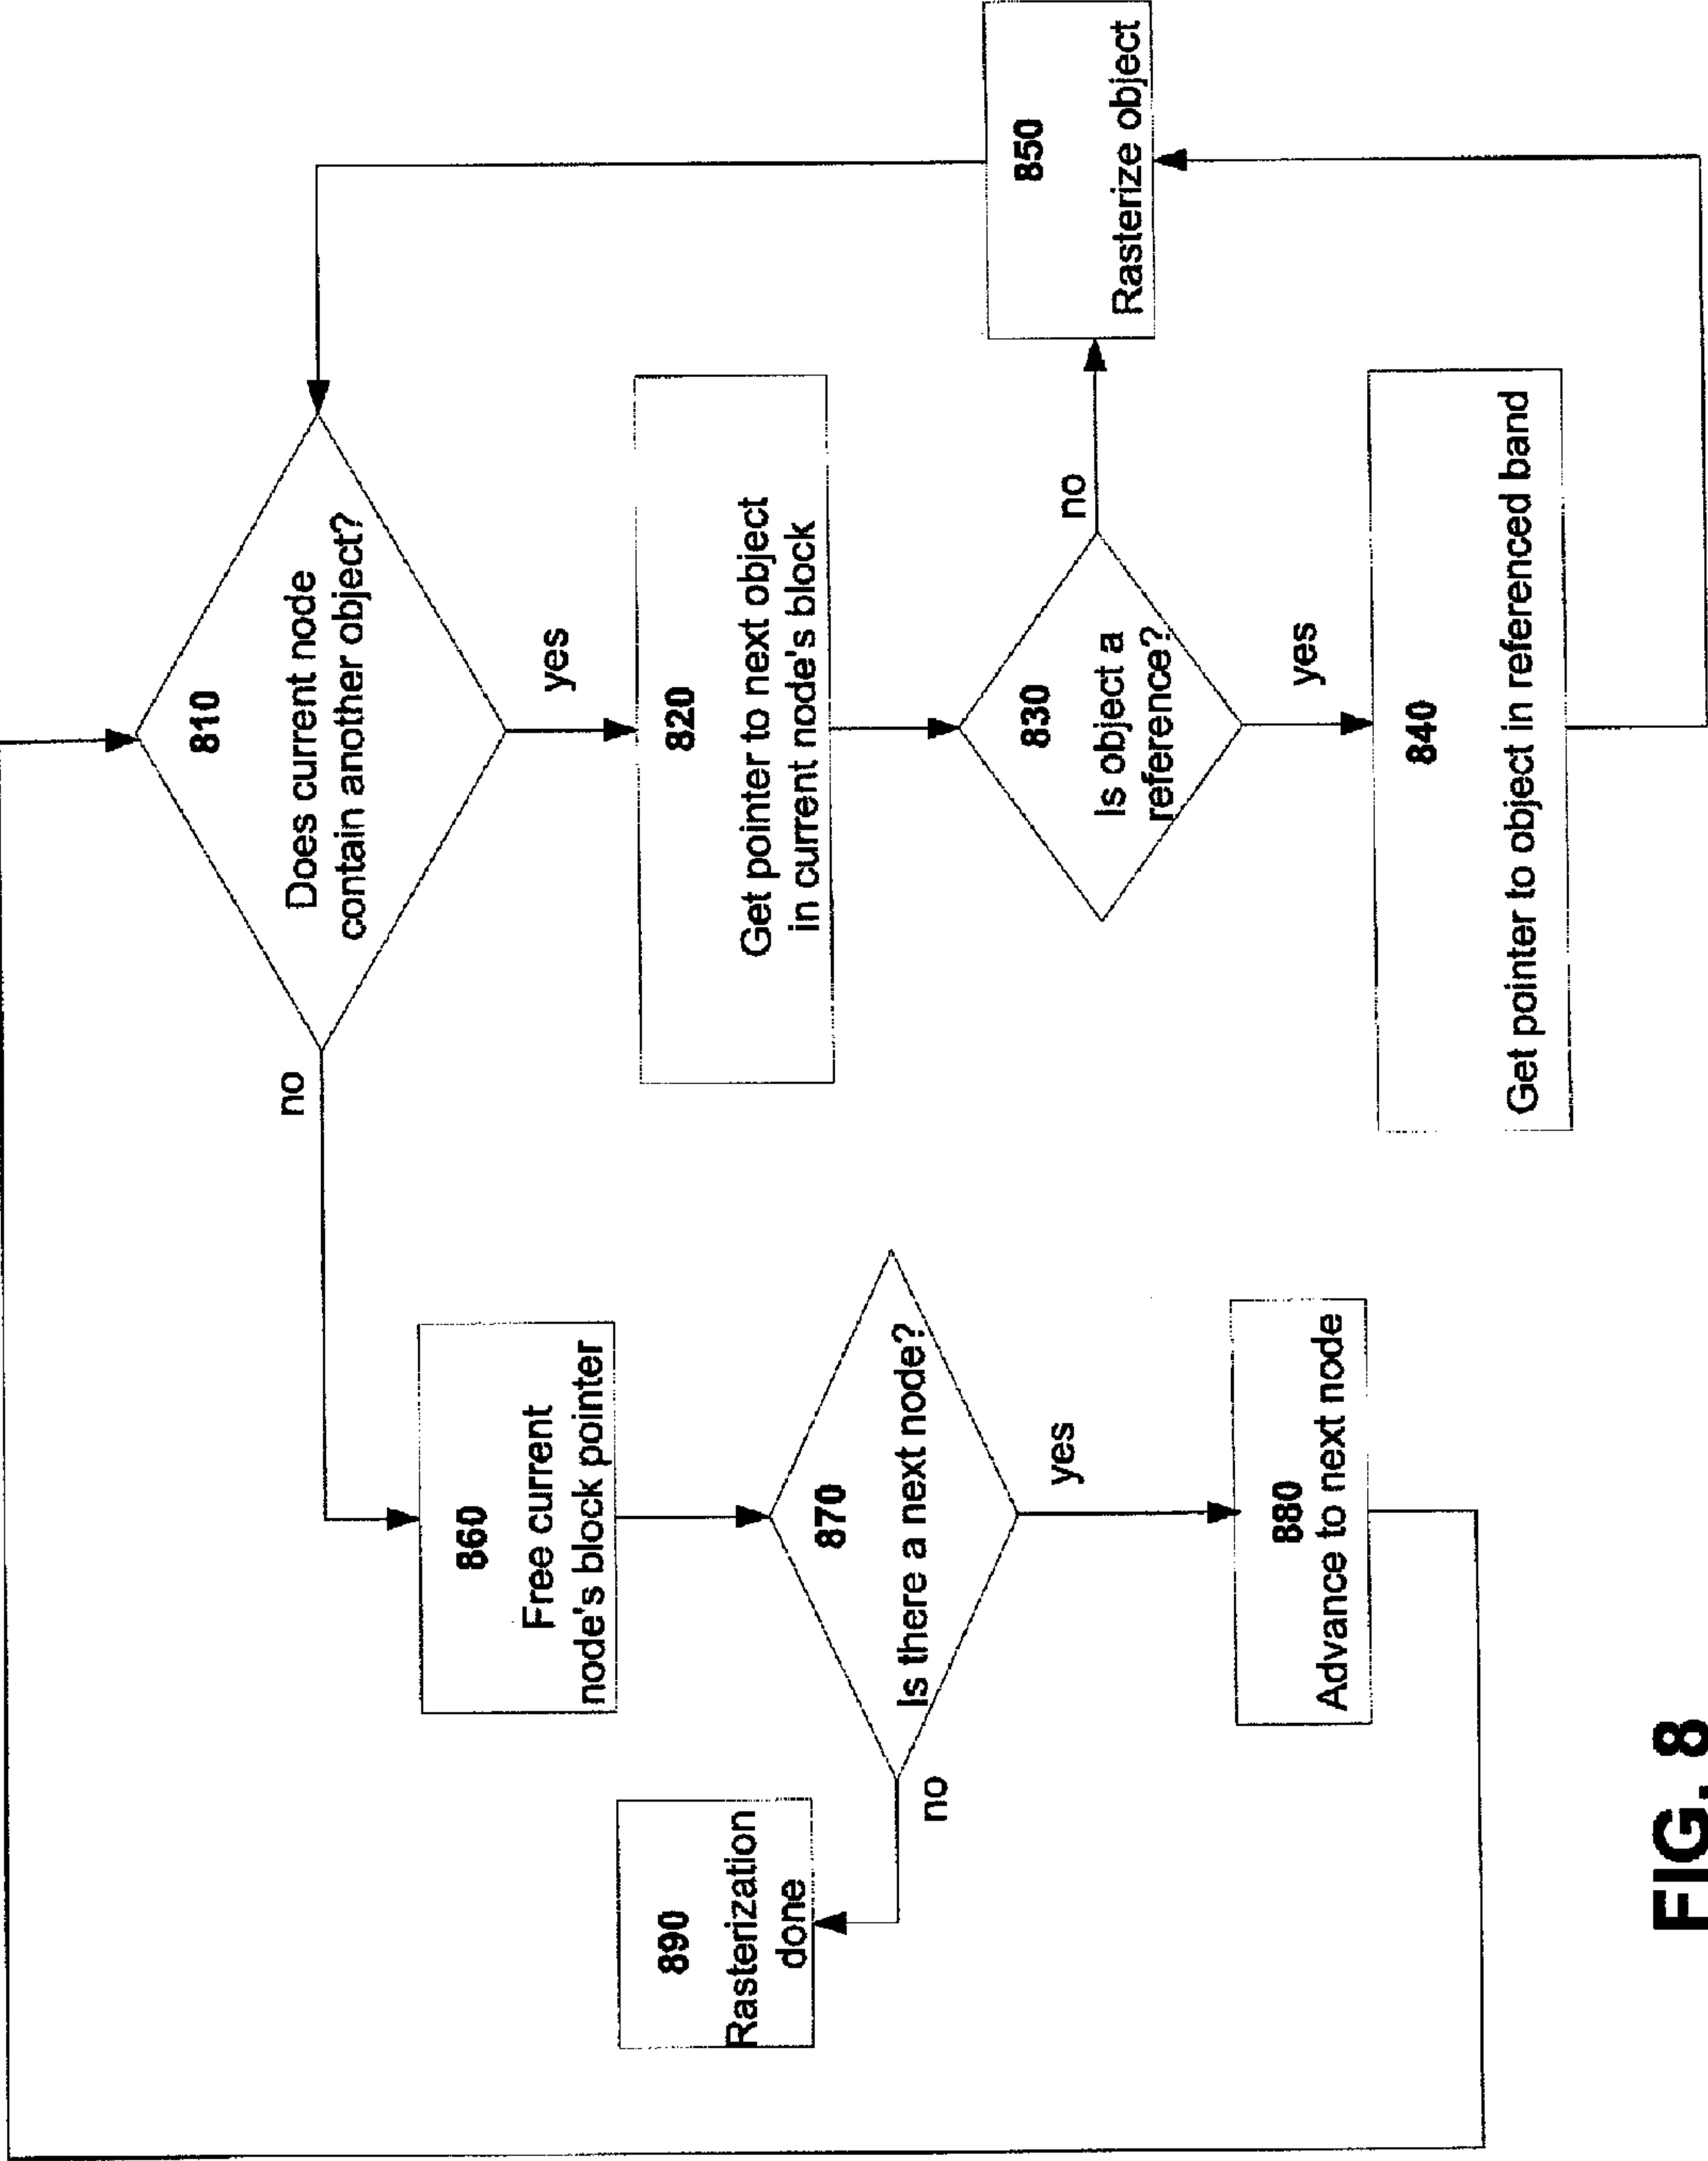 810
Does current node
contain another object?
no
yes
820
Get pointer to next object
in current node's block
830
Is object a
reference?
no
yes
840
Get pointer to object in referenced band
850
Rasterize object
860
Free current
node's block pointer
870
Is there a next node?
no
yes
880
Advance to next node
890
Rasterization
done
FIG. 8